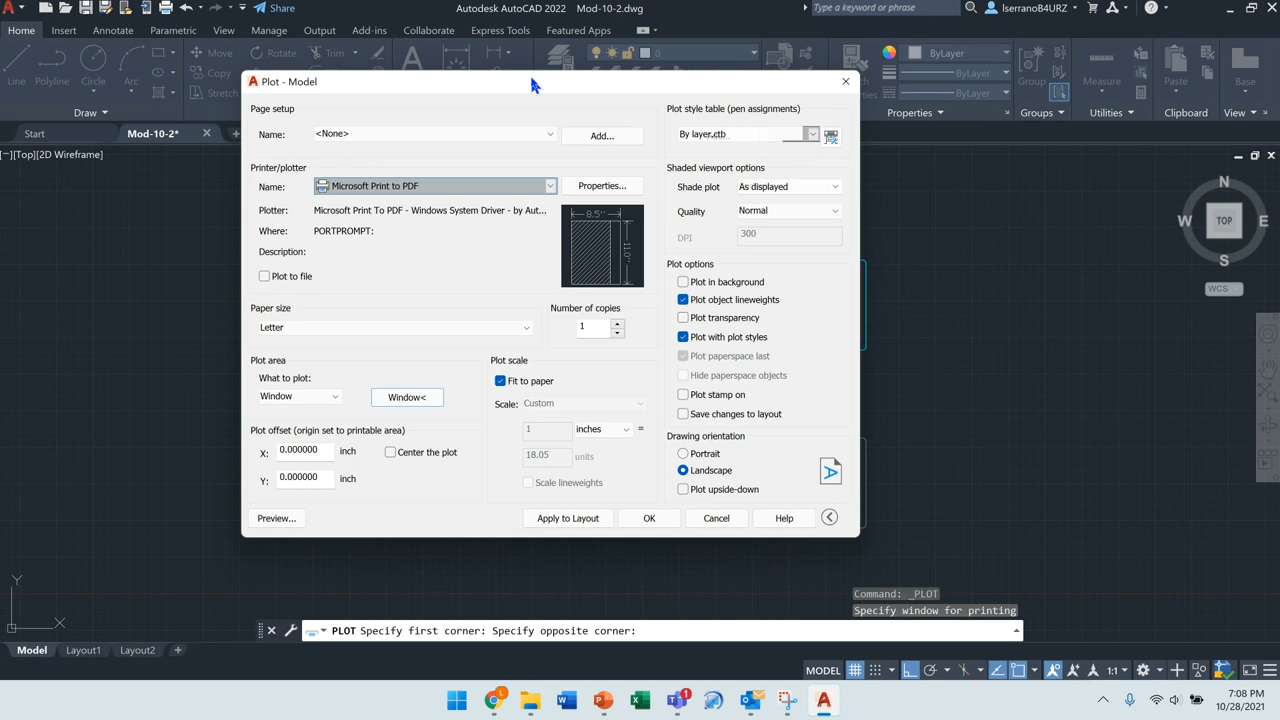 Share
Autodesk AutoCAD 2022 Mod-10-2.dwg
Type a keyword or phrase
lserranoB4URZ
Home Insert Annotate Parametric View Manage Output Add-ins Collaborate Express Tools Featured Apps
Move Rotate Trim
Copy
Stretch
Line Polyline Circle Arc
0
ByLayer
ByLayer
ByLayer
Group Measure Paste Base
Draw
Properties Groups Utilities Clipboard View
Start Mod-10-2*
[-][Top][2D Wireframe]
Plot - Model
Page setup
Name: <None> Add...
Printer/plotter
Name: Microsoft Print to PDF Properties...
Plotter: Microsoft Print To PDF - Windows System Driver - by Aut...
Where: PORTPROMPT:
Description:
Plot to file
8.5''
11.0''
Paper size
Letter
Number of copies
1
Plot area
What to plot:
Window Window<
Plot offset (origin set to printable area)
X: 0.000000 inch Center the plot
Y: 0.000000 inch
Plot scale
Fit to paper
Scale: Custom
1 inches =
18.05 units
Scale lineweights
Plot style table (pen assignments)
By layer.ctb
Shaded viewport options
Shade plot As displayed
Quality Normal
DPI 300
Plot options
Plot in background
Plot object lineweights
Plot transparency
Plot with plot styles
Plot paperspace last
Hide paperspace objects
Plot stamp on
Save changes to layout
Drawing orientation
Portrait
Landscape
Plot upside-down
A
Preview... Apply to Layout OK Cancel Help
N
W TOP E
S
WCS
Y
X
Command: _PLOT
Specify window for printing
PLOT Specify first corner: Specify opposite corner:
Model Layout1 Layout2 +
MODEL 1:1
7:08 PM
10/28/2021